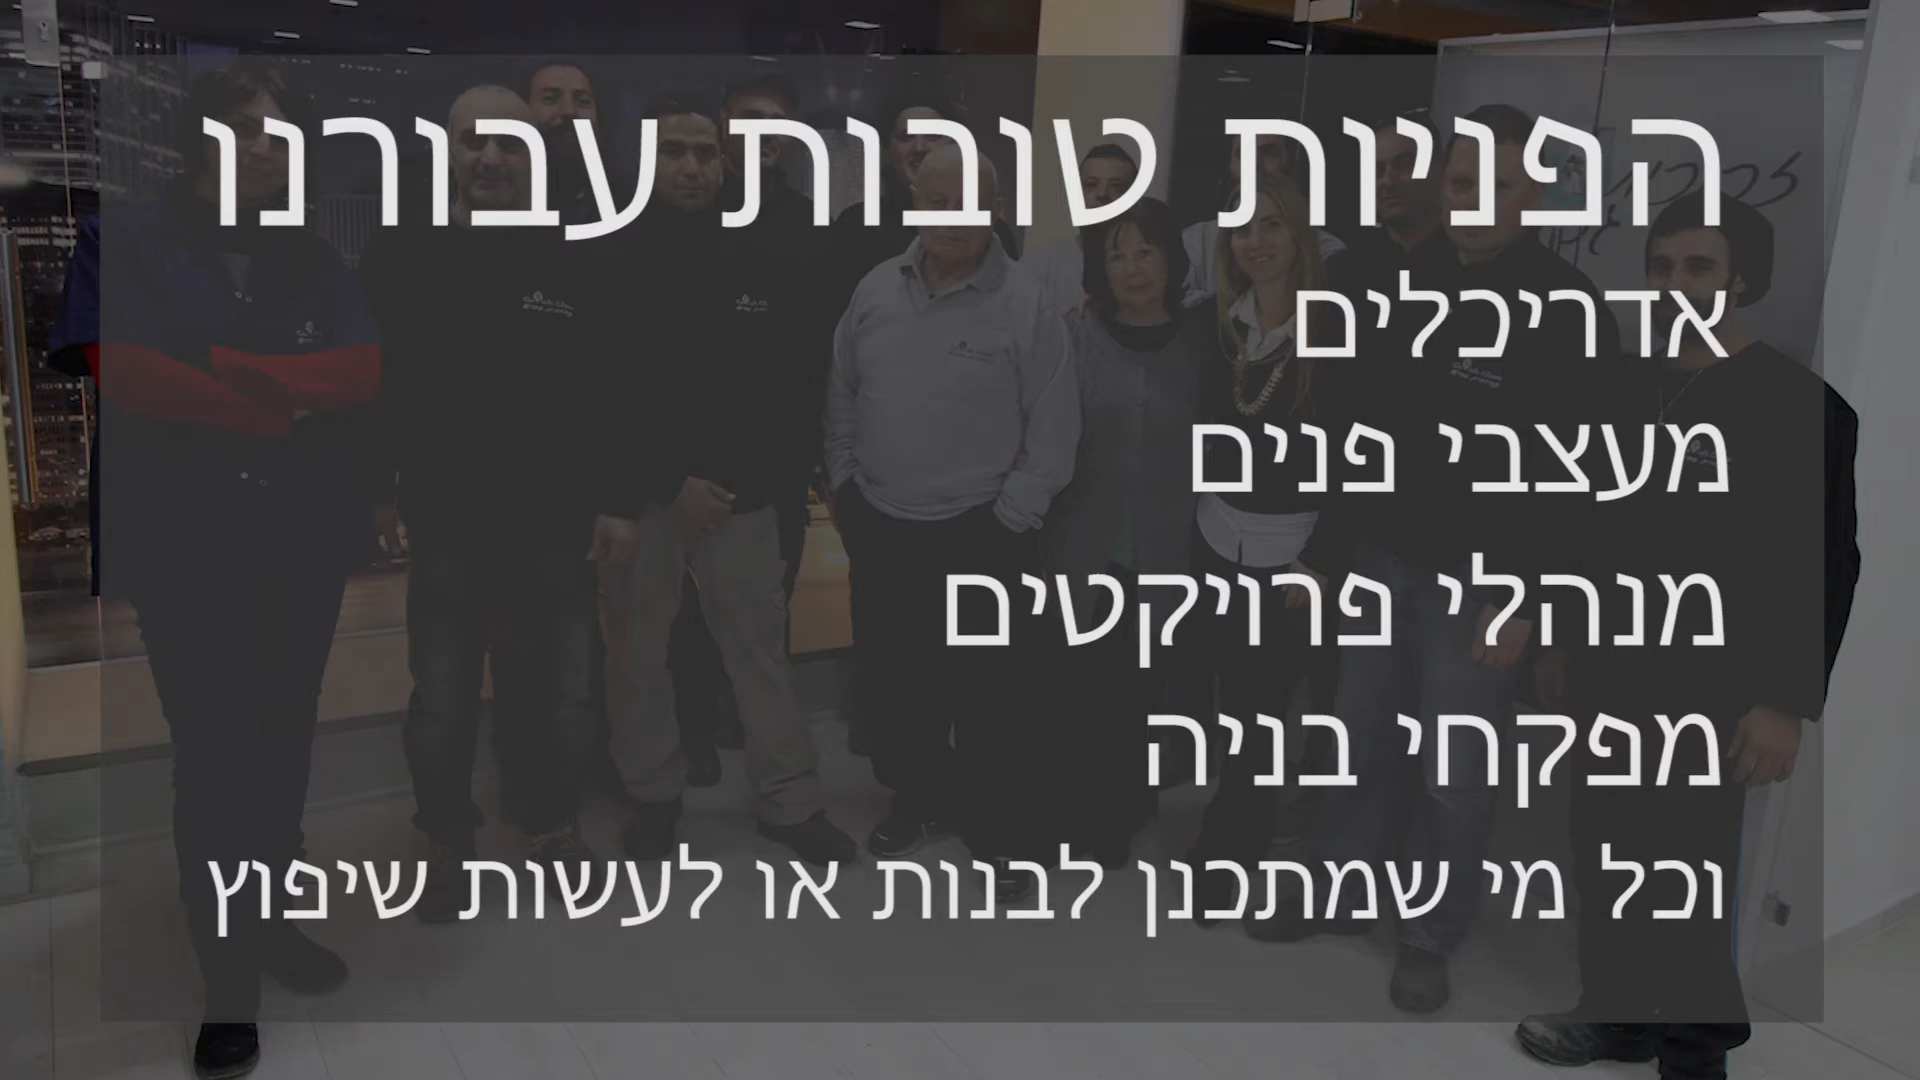 הפניות טובות עבורנו
אדריכלים
מעצבי פנים
מנהלי פרויקטים
מפקחי בניה
וכל מי שמתכנן לבנות או לעשות שיפוץ